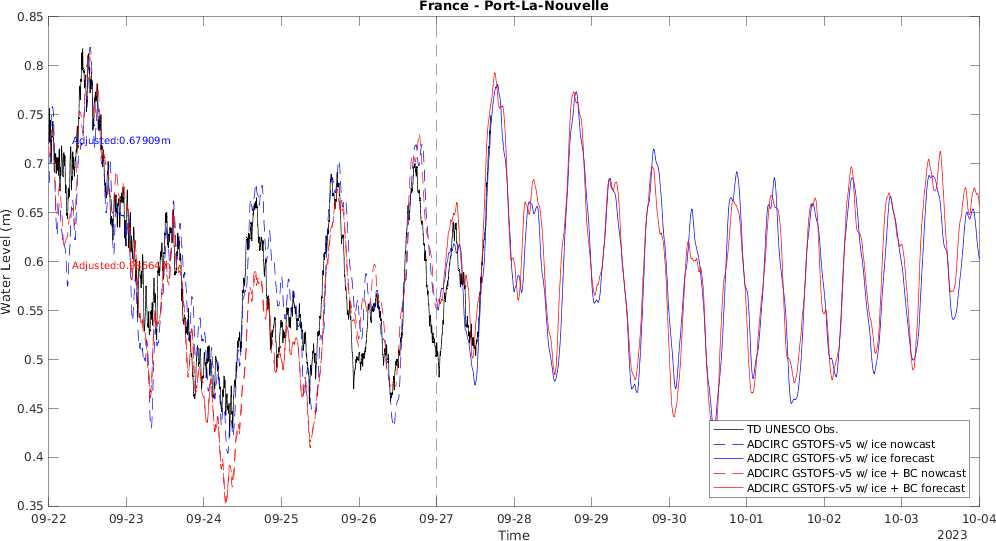 France - Port-La-Nouvelle
0.85
0.8
0.75
0.7
0.65
0.6
0.55
0.5
0.45
0.4
0.35
Water Level (m)
Adjusted:0.67909m
TD UNESCO Obs.
ADCIRC GSTOFS-v5 w/ ice nowcast
ADCIRC GSTOFS-v5 w/ ice forecast
ADCIRC GSTOFS-v5 w/ ice + BC nowcast
ADCIRC GSTOFS-v5 w/ ice + BC forecast
09-22 09-23 09-24 09-25 09-26 09-27 09-28 09-29 09-30 10-01 10-02 10-03 10-04
Time
2023